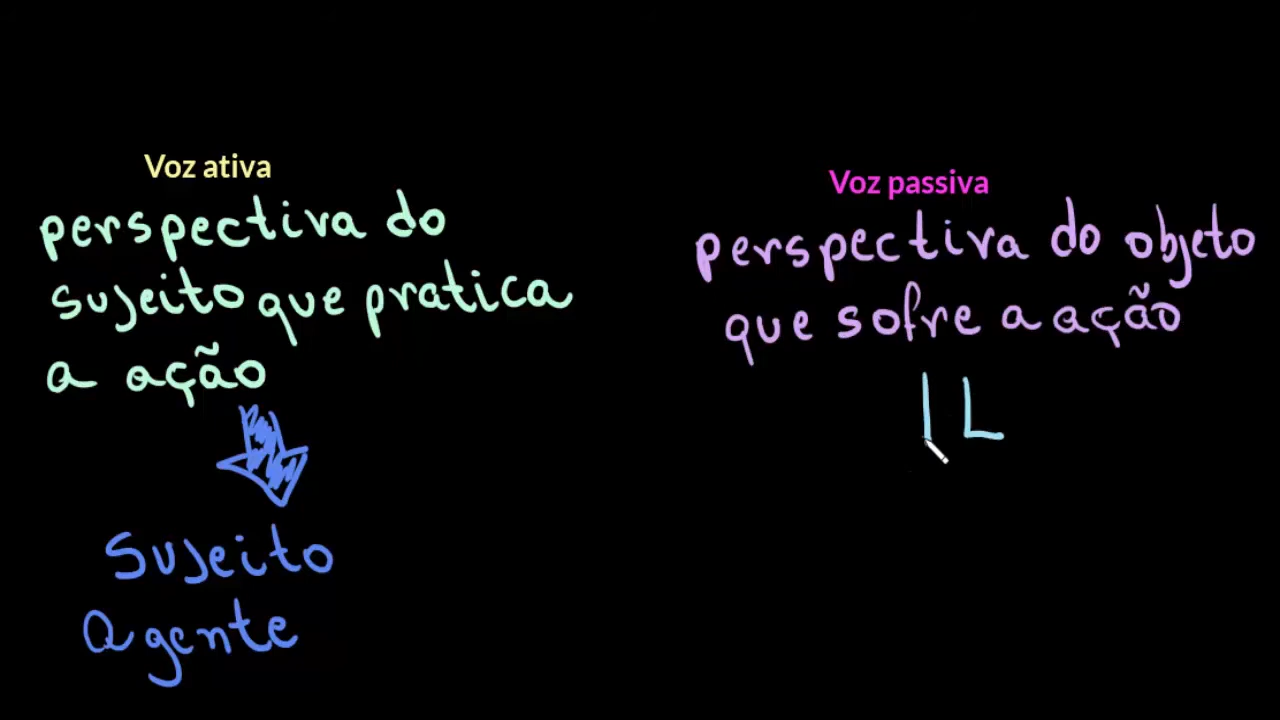 Voz ativa
perspectiva do
sujeito que pratica
a ação
Sujeito
agente
Voz passiva
perspectiva do objeto
que sofre a ação